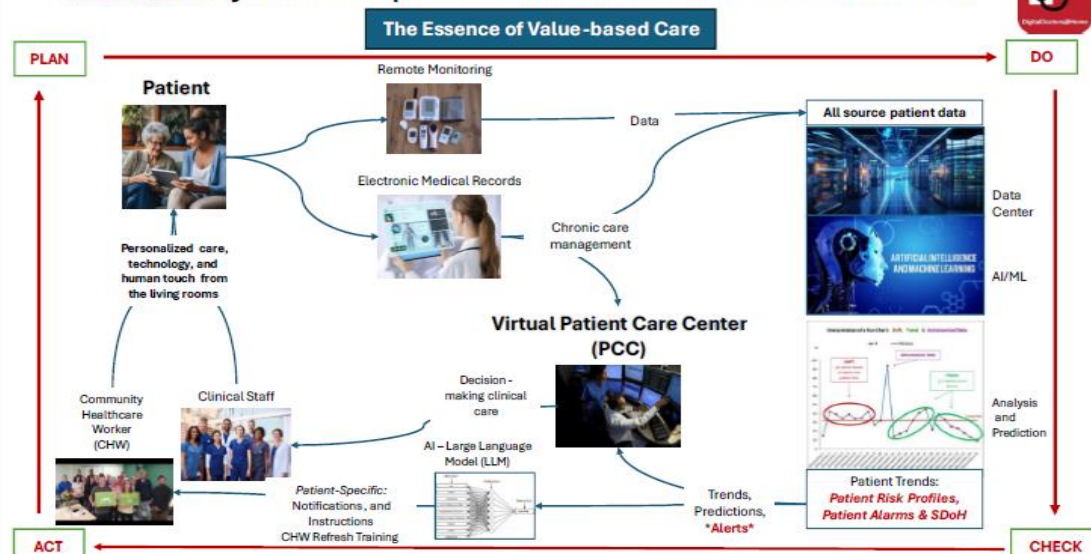 The Essence of Value-based Care
DigitalDoctors@Home
PLAN
DO
Patient
Remote Monitoring
Data
All source patient data
Electronic Medical Records
Data
Center
Chronic care
management
ARTIFICIAL INTELLIGENCE
AND MACHINE LEARNING
AI/ML
Personalized care,
technology, and
human touch from
the living rooms
Virtual Patient Care Center
(PCC)
Decision -
making clinical
care
Community
Healthcare
Worker
(CHW)
Clinical Staff
Analysis
and
Prediction
AI – Large Language
Model (LLM)
Patient-Specific:
Notifications, and
Instructions
CHW Refresh Training
Trends,
Predictions,
*Alerts*
Patient Trends:
Patient Risk Profiles,
Patient Alarms & SDoH
ACT
CHECK